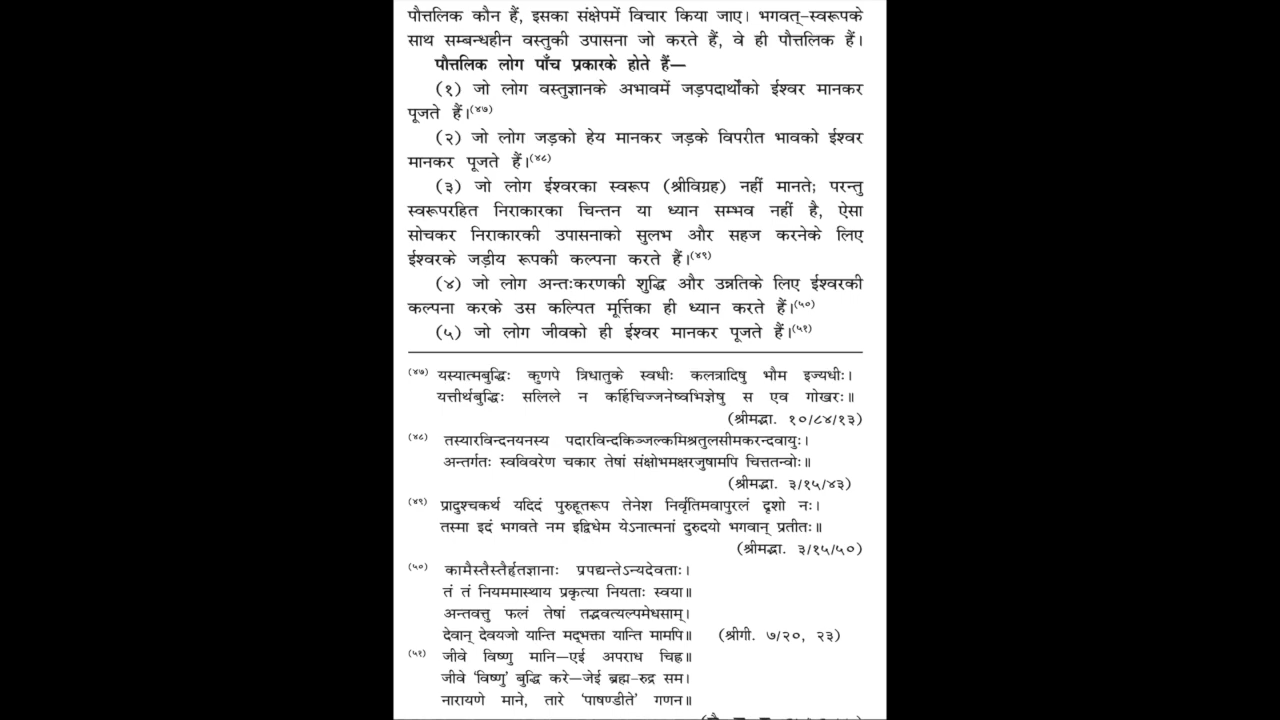 पौत्तलिक कौन हैं, इसका संक्षेपमें विचार किया जाए। भगवत्-स्वरूपके
साथ सम्बन्धहीन वस्तुकी उपासना जो करते हैं, वे ही पौत्तलिक हैं।
पौत्तलिक लोग पाँच प्रकारके होते हैं—
(१) जो लोग वस्तुज्ञानके अभावमें जड़पदार्थोंको ईश्वर मानकर
पूजते हैं।(४७)
(२) जो लोग जड़को हेय मानकर जड़के विपरीत भावको ईश्वर
मानकर पूजते हैं।(४८)
(३) जो लोग ईश्वरका स्वरूप (श्रीविग्रह) नहीं मानते; परन्तु
स्वरूपरहित निराकारका चिन्तन या ध्यान सम्भव नहीं है, ऐसा
सोचकर निराकारकी उपासनाको सुलभ और सहज करनेके लिए
ईश्वरके जड़ीय रूपकी कल्पना करते हैं।(४९)
(४) जो लोग अन्तःकरणकी शुद्धि और उन्नतिके लिए ईश्वरकी
कल्पना करके उस कल्पित मूर्त्तिका ही ध्यान करते हैं।(५०)
(५) जो लोग जीवको ही ईश्वर मानकर पूजते हैं।(५१)
(४७) यस्यात्मबुद्धिः कुणपे त्रिधातुके स्वधीः कलत्रादिषु भौम इज्यधीः।
यत्तीर्थबुद्धिः सलिले न कर्हिचिज्जनेष्वभिज्ञेषु स एव गोखरः॥
(श्रीमद्भा. १०/८४/१३)
(४८) तस्यारविन्दनयनस्य पदारविन्दकिञ्जल्कमिश्रतुलसीमकरन्दवायुः।
अन्तर्गतः स्वविवरेण चकार तेषां संक्षोभमक्षरजुषामपि चित्ततन्वोः॥
(श्रीमद्भा. ३/१५/४३)
(४९) प्रादुश्चकर्थ यदिदं पुरुहूतरूप तेनेश निर्वृतिमवापुरलं दृशो नः।
तस्मा इदं भगवते नम इद्विधेम येऽनात्मनां दुरुदयो भगवान् प्रतीतः॥
(श्रीमद्भा. ३/१५/५०)
(५०) कामैस्तैस्तैर्हृतज्ञानाः प्रपद्यन्तेऽन्यदेवताः।
तं तं नियममास्थाय प्रकृत्या नियताः स्वया॥
अन्तवत्तु फलं तेषां तद्भवत्यल्पमेधसाम्।
देवान् देवयजो यान्ति मद्भक्ता यान्ति मामपि॥ (श्रीगी. ७/२०, २३)
(५१) जीवे विष्णु मानि—एई अपराध चिह्न॥
जीवे 'विष्णु' बुद्धि करे—जेई ब्रह्म-रुद्र सम।
नारायणे माने, तारे 'पाषण्डीते' गणन॥